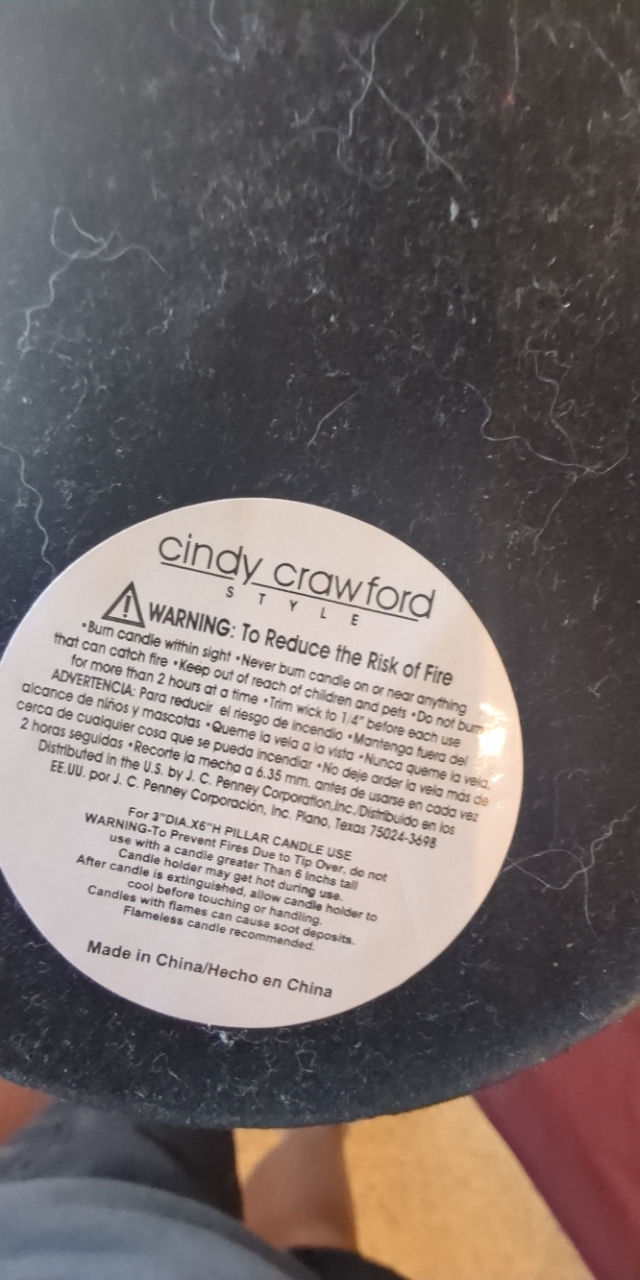 cindy crawford
STYLE
WARNING: To Reduce the Risk of Fire
•Burn candle within sight •Never burn candle on or near anything
that can catch fire •Keep out of reach of children and pets •Do not burn
for more than 2 hours at a time •Trim wick to 1/4" before each use
ADVERTENCIA: Para reducir el riesgo de incendio •Mantenga fuera del
alcance de niños y mascotas •Queme la vela a la vista •Nunca queme la vela,
cerca de cualquier cosa que se pueda incendiar •No deje arder la vela más de
2 horas seguidas •Recorte la mecha a 6.35 mm. antes de usarse en cada vez
Distributed in the U.S. by J. C. Penney Corporation,Inc./Distribuido en los
EE.UU. por J. C. Penney Corporación, Inc. Plano, Texas 75024-3698
For 3"DIA.X6"H PILLAR CANDLE USE
WARNING-To Prevent Fires Due to Tip Over, do not
use with a candle greater Than 6 Inchs tall
Candle holder may get hot during use.
After candle is extinguished, allow candle holder to
cool before touching or handling.
Candles with flames can cause soot deposits.
Flameless candle recommended.
Made in China/Hecho en China